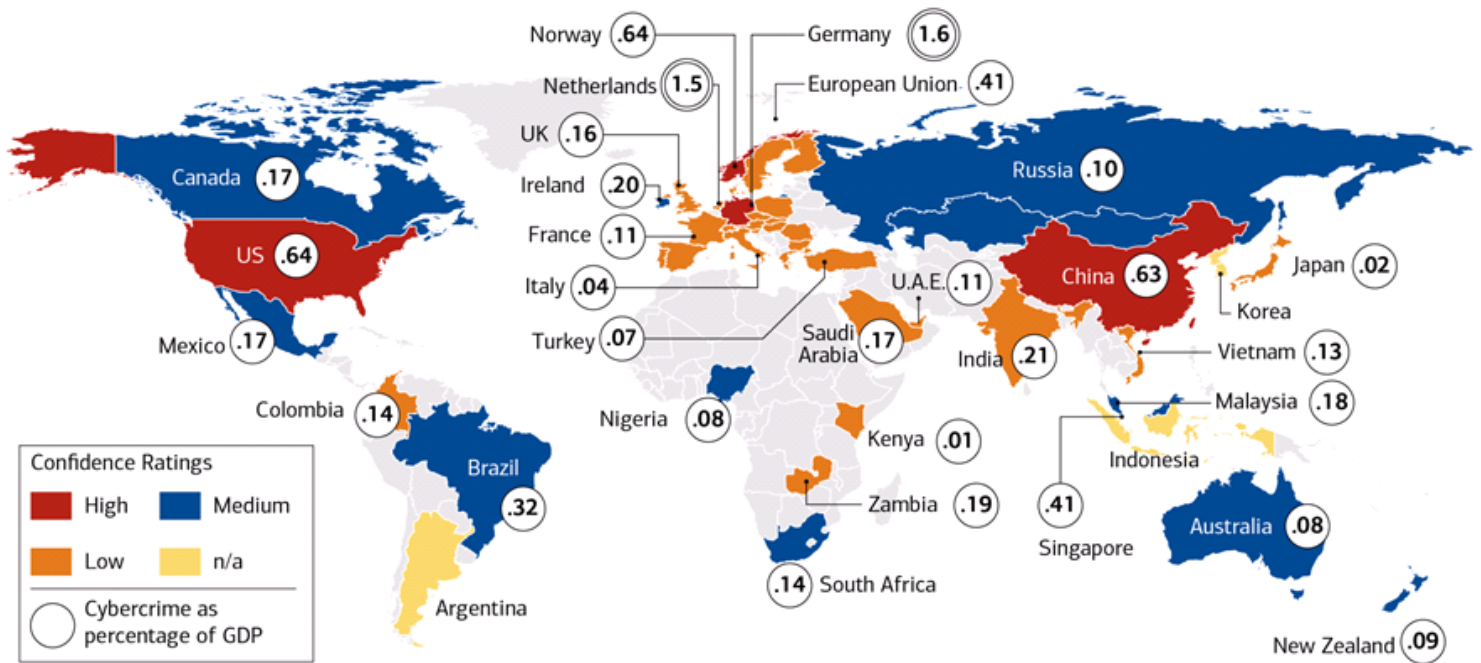 Norway .64
Germany 1.6
Netherlands 1.5
European Union .41
UK .16
Canada .17
Russia .10
Ireland .20
France .11
US .64
China .63
Japan .02
Italy .04
U.A.E. .11
Korea
Mexico .17
Turkey .07
Saudi
Arabia .17
India .21
Vietnam .13
Colombia .14
Nigeria .08
Malaysia .18
Kenya .01
Indonesia
Brazil
.32
Zambia .19
.41
Singapore
Australia .08
.14 South Africa
Argentina
New Zealand .09
Confidence Ratings
High
Medium
Low
n/a
Cybercrime as
percentage of GDP